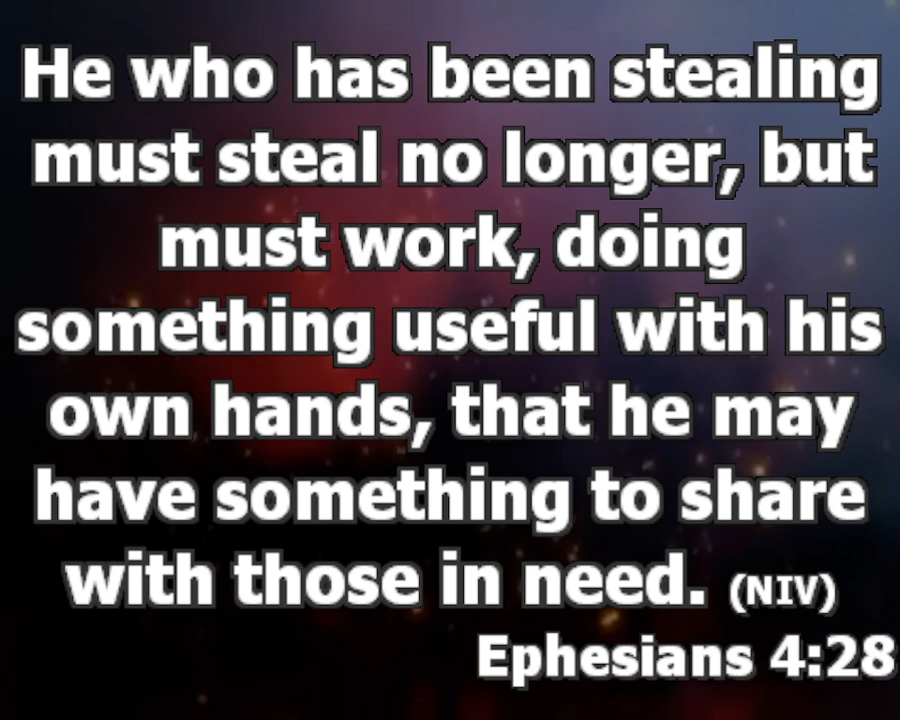 He who has been stealing
must steal no longer, but
must work, doing
something useful with his
own hands, that he may
have something to share
with those in need. (NIV)
Ephesians 4:28